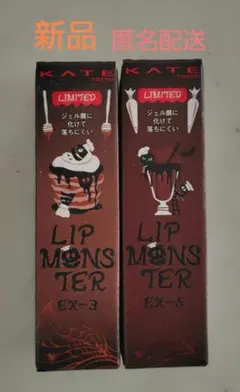 新品 匿名配送
KATE
TOKYO
LIMITED
ジェル膜に
化けて
落ちにくい
LIP
MONS
TER
EX-3
KATE
TOKYO
LIMITED
ジェル膜に
化けて
落ちにくい
LIP
MONS
TER
EX-5